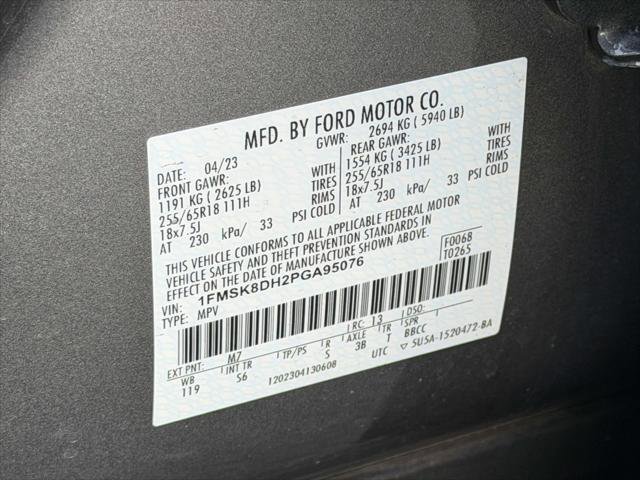 MFD. BY FORD MOTOR CO.
DATE: 04/23 GVWR: 2694 KG ( 5940 LB)
FRONT GAWR: WITH REAR GAWR: WITH
1191 KG ( 2625 LB) TIRES 1554 KG ( 3425 LB) TIRES
255/65R18 111H RIMS 255/65R18 111H RIMS
18x7.5J 18x7.5J
AT 230 kPa/ 33 PSI COLD AT 230 kPa/ 33 PSI COLD
THIS VEHICLE CONFORMS TO ALL APPLICABLE FEDERAL MOTOR
VEHICLE SAFETY AND THEFT PREVENTION STANDARDS IN
EFFECT ON THE DATE OF MANUFACTURE SHOWN ABOVE.
F0068
T0265
VIN: 1FMSK8DH2PGA95076
TYPE: MPV
EXT PNT: M7 RC: 13 DSO:
WB INT TR TP/PS R AXLE TR SPR
119 S6 S 3B T BBCC
1202304130608 UTC ▽ 5U5A-1520472-BA